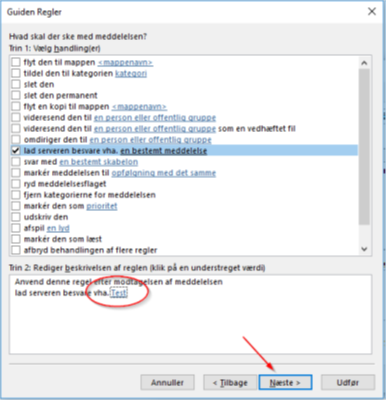 Guiden Regler
Hvad skal der ske med meddelelsen?
Trin 1: Vælg handling(er)
flyt den til mappen <mappenavn>
tildel den til kategorien kategori
slet den
slet den permanent
flyt en kopi til mappen <mappenavn>
videresend den til en person eller offentlig gruppe
videresend den til en person eller offentlig gruppe som en vedhæftet fil
omdiriger den til en person eller offentlig gruppe
lad serveren besvare vha. en bestemt meddelelse
svar med en bestemt skabelon
markér meddelelsen til opfølgning med det samme
ryd meddelelsesflaget
fjern kategorierne for meddelelsen
markér den som prioritet
udskriv den
afspil en lyd
markér den som læst
afbryd behandlingen af flere regler
Trin 2: Rediger beskrivelsen af reglen (klik på en understreget værdi)
Anvend denne regel efter modtagelsen af meddelelsen
lad serveren besvare vha. Test
Annuller
< Tilbage
Næste >
Udfør